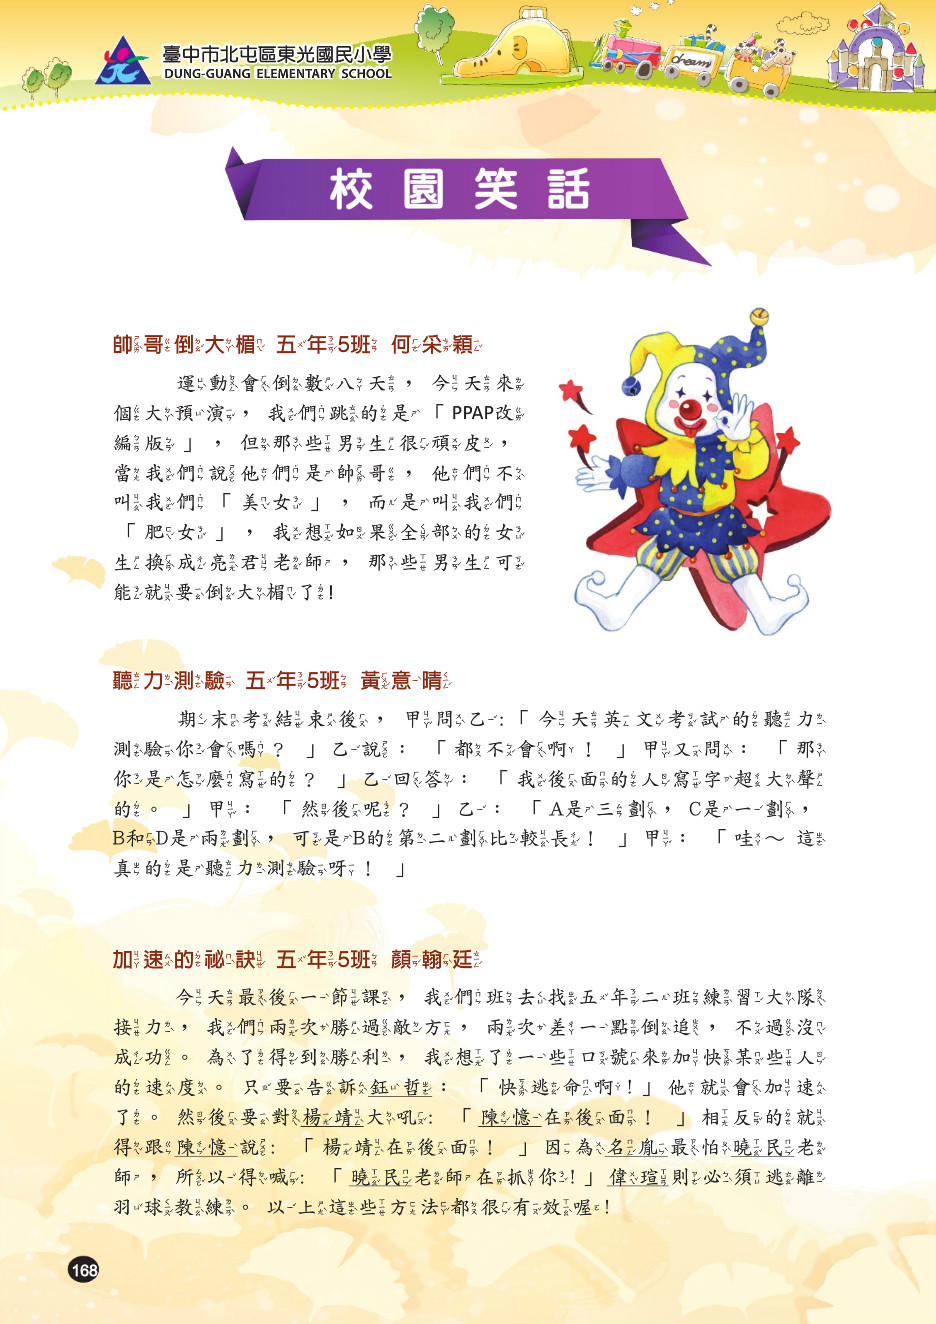 臺中市北屯區東光國民小學
DUNG-GUANG ELEMENTARY SCHOOL
dream
校園笑話
帥哥倒大楣 五年5班 何采穎
運動會倒數八天，今天來
個大預演，我們跳的是「PPAP改
編版」，但那些男生很頑皮，
當我們說他們是帥哥，他們不
叫我們「美女」，而是叫我們
「肥女」，我想如果全部的女
生換成亮君老師，那些男生可
能就要倒大楣了!
聽力測驗 五年5班 黃意晴
期末考結束後，甲問乙:「今天英文考試的聽力
測驗你會嗎？」乙說：「都不會啊！」甲又問：「那
你是怎麼寫的？」乙回答：「我後面的人寫字超大聲
的。」甲：「然後呢？」乙：「A是三劃，C是一劃，
B和D是兩劃，可是B的第二劃比較長！」甲：「哇～這
真的是聽力測驗呀！」
加速的祕訣 五年5班 顏翰廷
今天最後一節課，我們班去找五年二班練習大隊
接力，我們兩次勝過敵方，兩次差一點倒追，不過沒
成功。為了得到勝利，我想了一些口號來加快某些人
的速度。只要告訴鈺哲：「快逃命啊!」他就會加速
了。然後要對楊靖大吼:「陳憶在後面！」相反的就
得跟陳憶說:「楊靖在後面！」因為名胤最怕曉民老
師，所以得喊:「曉民老師在抓你!」偉瑄則必須逃離
羽球教練。以上這些方法都很有效喔!
168